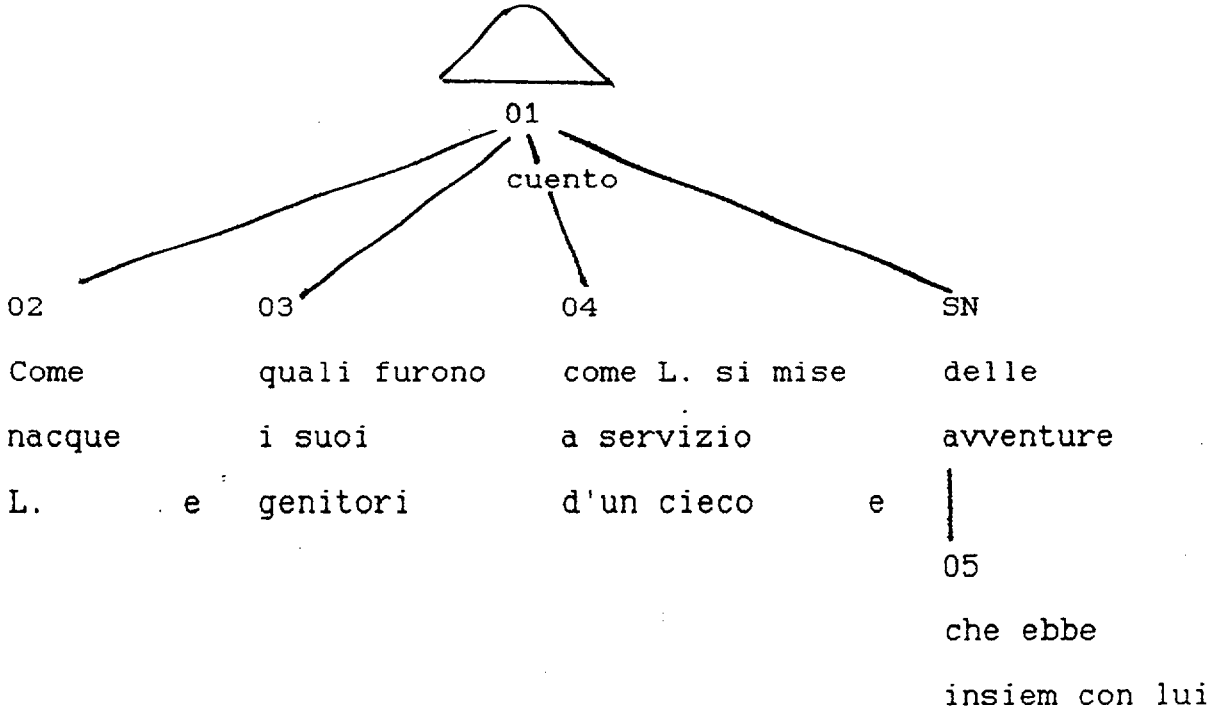 01
cuento
02 03 04 SN
Come quali furono come L. si mise delle
nacque i suoi a servizio avventure
L. e genitori d'un cieco e
05
che ebbe
insiem con lui